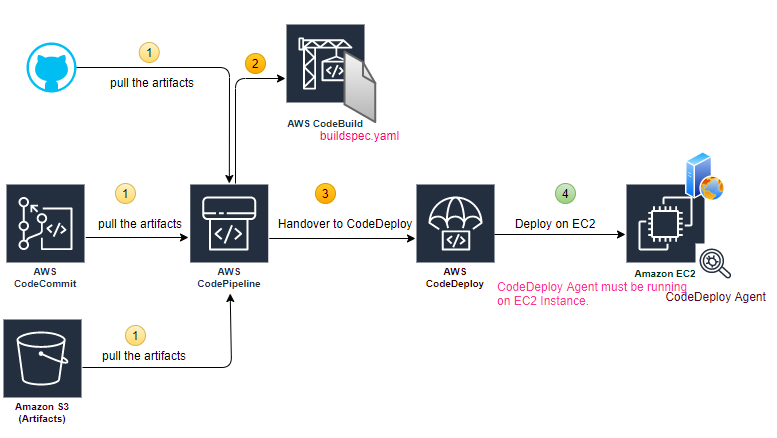 1
pull the artifacts
2
AWS CodeBuild
buildspec.yaml
1
pull the artifacts
AWS
CodeCommit
AWS
CodePipeline
3
Handover to CodeDeploy
AWS
CodeDeploy
4
Deploy on EC2
Amazon EC2
CodeDeploy Agent must be running
on EC2 Instance.
CodeDeploy Agent
1
pull the artifacts
Amazon S3
(Artifacts)